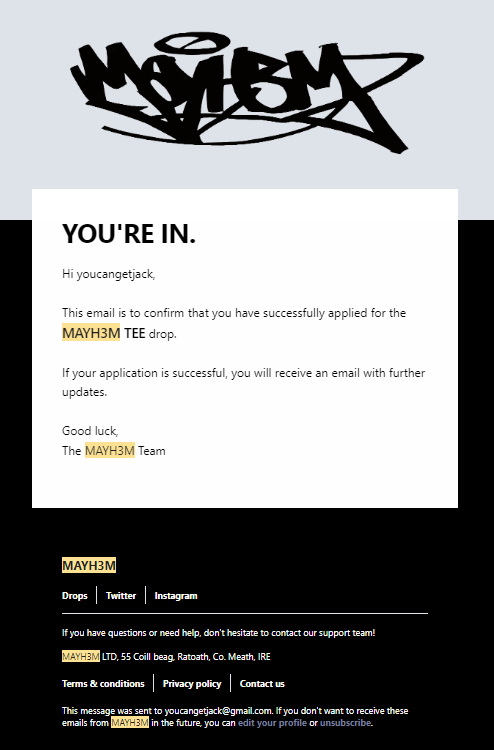 MAYH3M
YOU'RE IN.
Hi youcangetjack,
This email is to confirm that you have successfully applied for the
MAYH3M TEE drop.
If your application is successful, you will receive an email with further
updates.
Good luck,
The MAYH3M Team
MAYH3M
Drops Twitter Instagram
If you have questions or need help, don't hesitate to contact our support team!
MAYH3M LTD, 55 Coill beag, Ratoath, Co. Meath, IRE
Terms & conditions Privacy policy Contact us
This message was sent to youcangetjack@gmail.com. If you don't want to receive these
emails from MAYH3M in the future, you can edit your profile or unsubscribe.